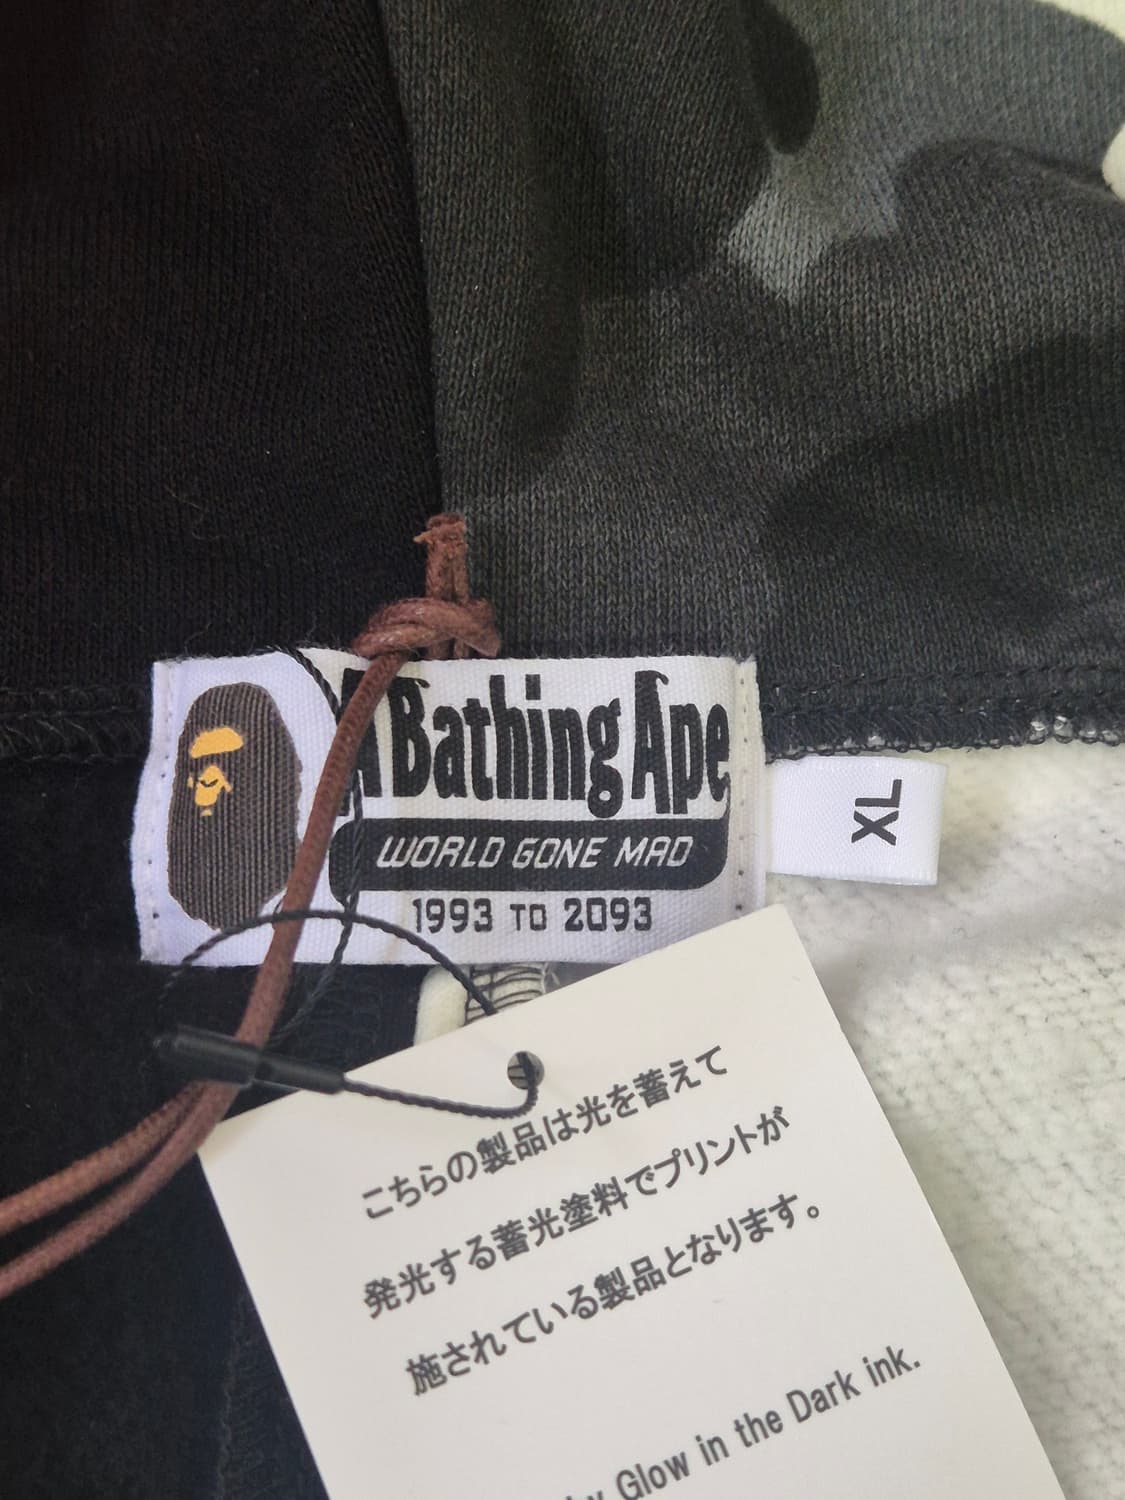 A Bathing Ape
WORLD GONE MAD
1993 TO 2093
XL
こちらの製品は光を蓄えて
発光する蓄光塗料でプリントが
施されている製品となります。
Glow in the Dark ink.